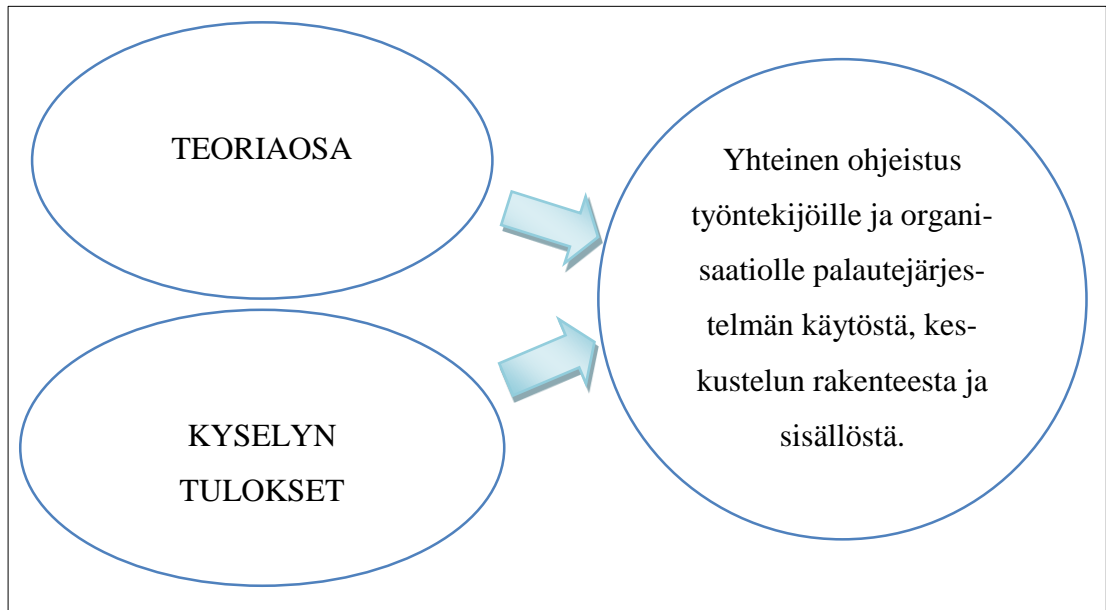 TEORIAOSA
KYSELYN
TULOKSET
Yhteinen ohjeistus
työntekijöille ja organi-
saatiolle palautejärjes-
telmän käytöstä, kes-
kustelun rakenteesta ja
sisällöstä.